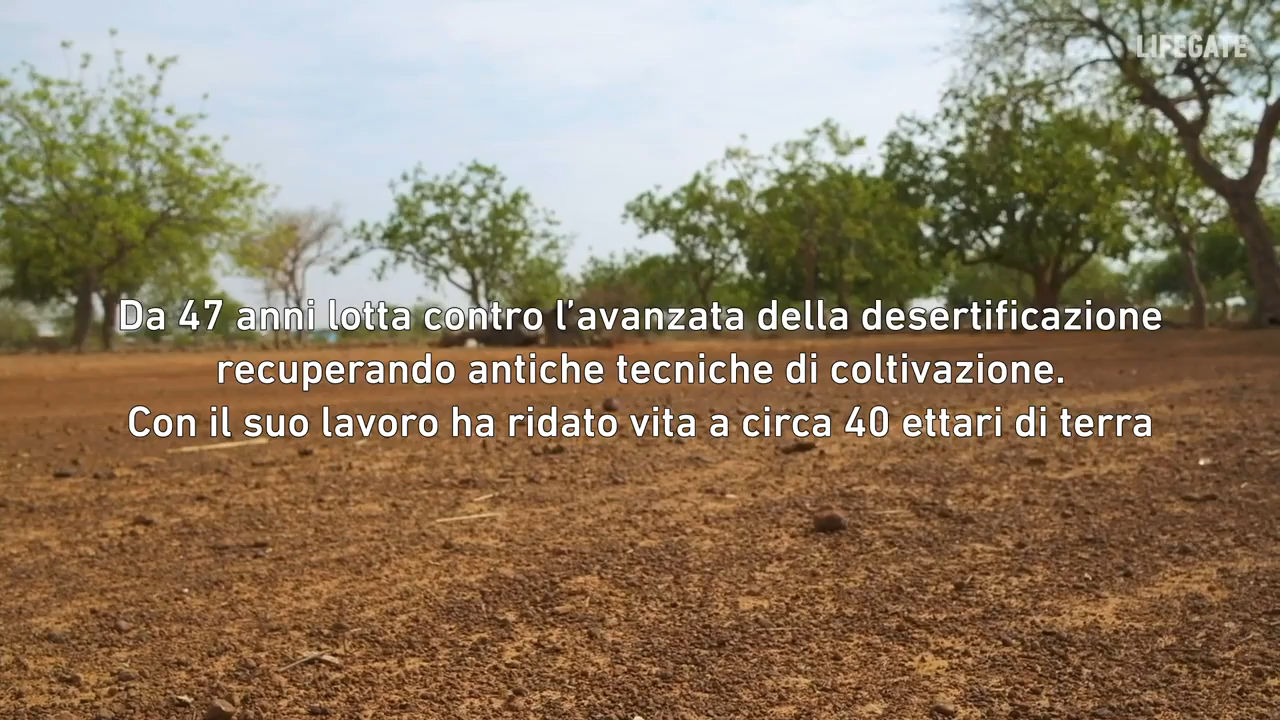 LIFEGATE
Da 47 anni lotta contro l’avanzata della desertificazione
recuperando antiche tecniche di coltivazione.
Con il suo lavoro ha ridato vita a circa 40 ettari di terra